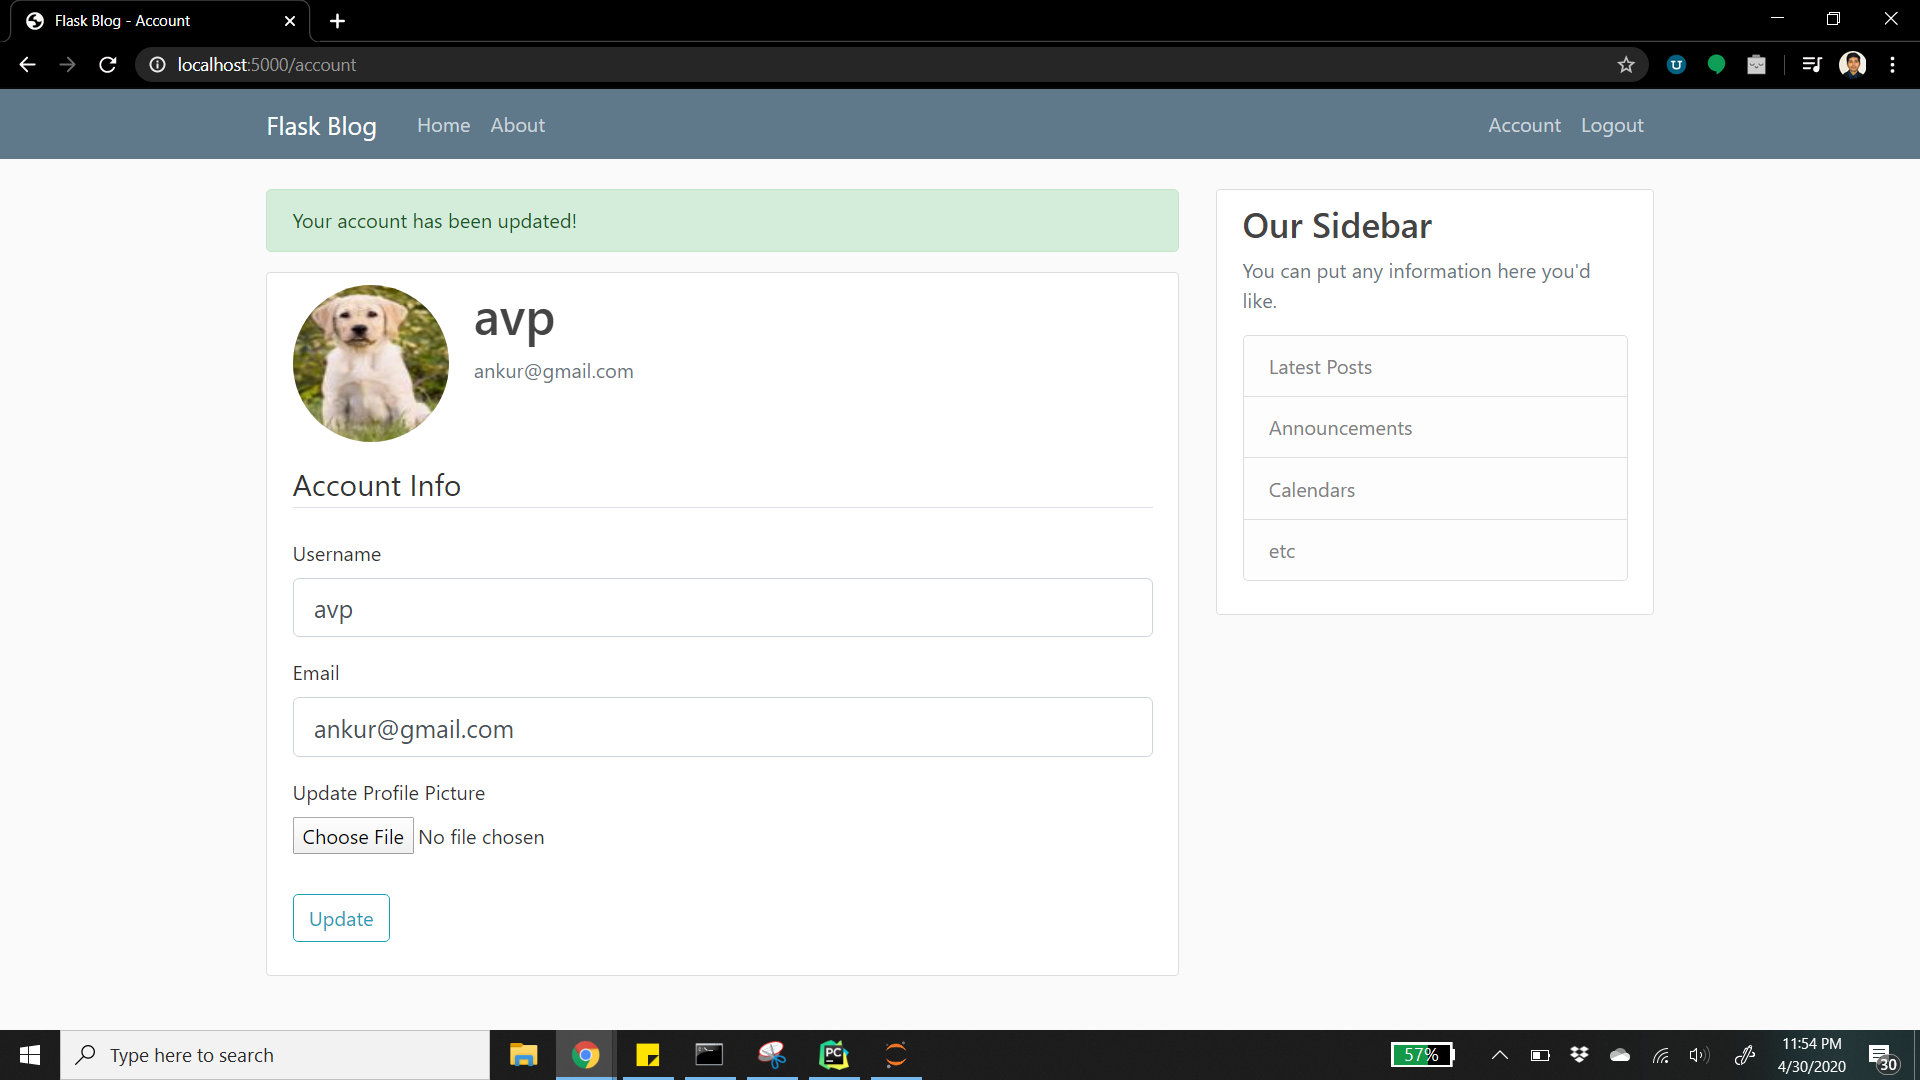 Flask Blog - Account
localhost:5000/account
Flask Blog
Home
About
Account
Logout
Your account has been updated!
avp
ankur@gmail.com
Account Info
Username
avp
Email
ankur@gmail.com
Update Profile Picture
Choose File No file chosen
Update
Our Sidebar
You can put any information here you'd
like.
Latest Posts
Announcements
Calendars
etc
Type here to search
PC
57%
11:54 PM
4/30/2020
30